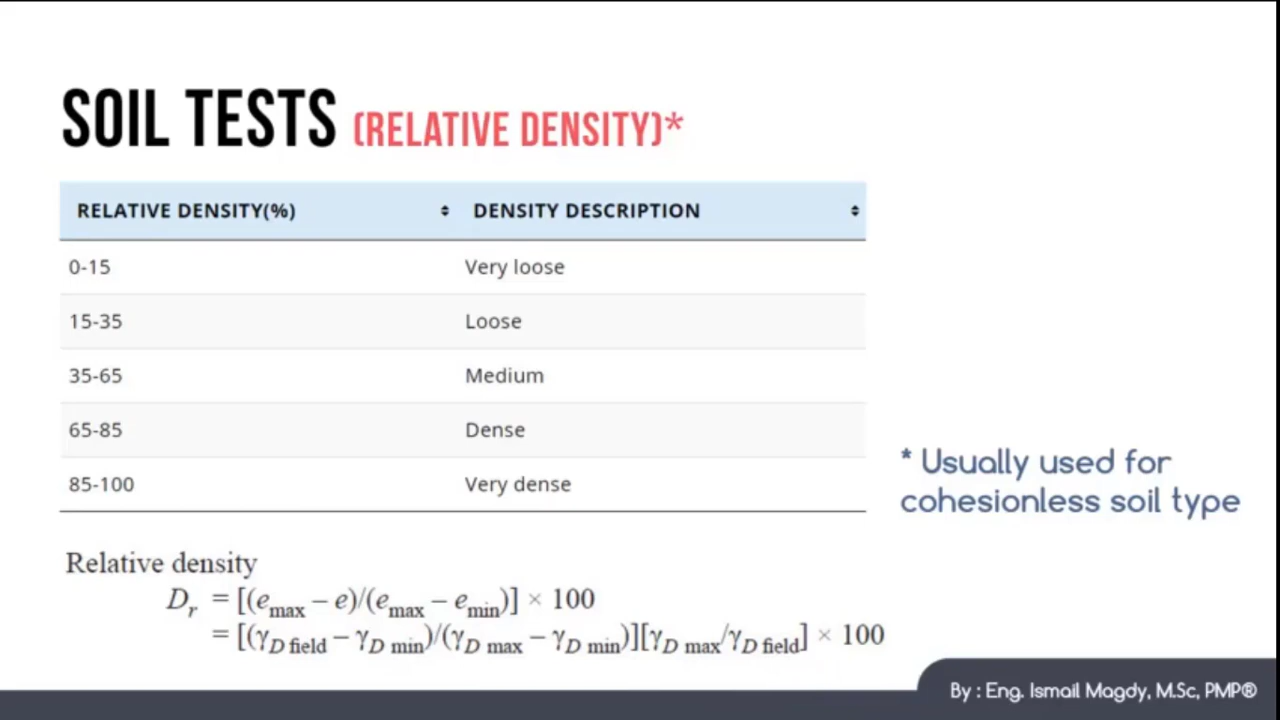 SOIL TESTS (RELATIVE DENSITY)*
RELATIVE DENSITY(%) DENSITY DESCRIPTION
0-15 Very loose
15-35 Loose
35-65 Medium
65-85 Dense
85-100 Very dense
* Usually used for
cohesionless soil type
Relative density
Dr = [(emax − e)/(emax − emin)] × 100
= [(γD field − γD min)/(γD max − γD min)][γD max/γD field] × 100
By : Eng. Ismail Magdy, M.Sc, PMP®